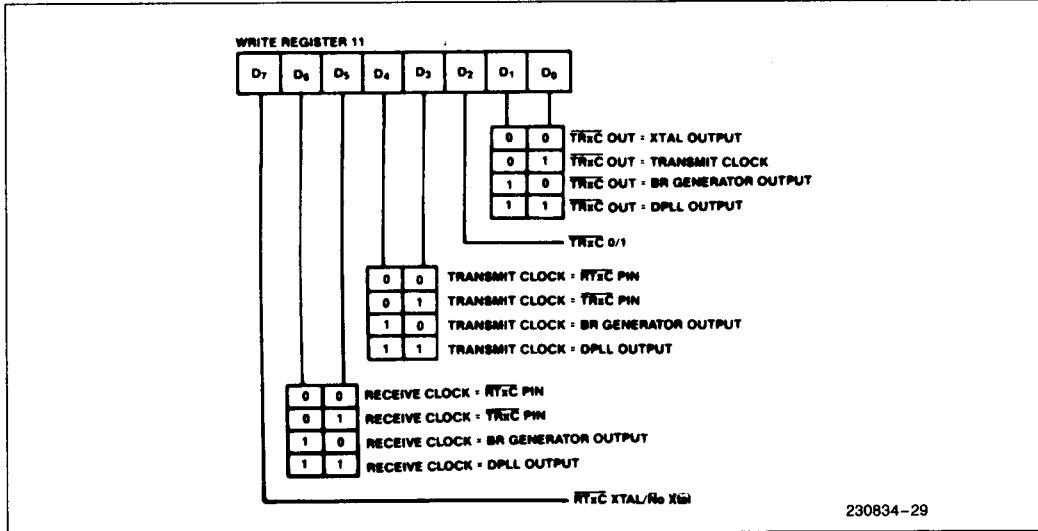 WRITE REGISTER 11
D7 D6 D5 D4 D3 D2 D1 D0
0 0 TRxC OUT = XTAL OUTPUT
0 1 TRxC OUT = TRANSMIT CLOCK
1 0 TRxC OUT = BR GENERATOR OUTPUT
1 1 TRxC OUT = DPLL OUTPUT
TRxC 0/1
0 0 TRANSMIT CLOCK = RTxC PIN
0 1 TRANSMIT CLOCK = TRxC PIN
1 0 TRANSMIT CLOCK = BR GENERATOR OUTPUT
1 1 TRANSMIT CLOCK = DPLL OUTPUT
0 0 RECEIVE CLOCK = RTxC PIN
0 1 RECEIVE CLOCK = TRxC PIN
1 0 RECEIVE CLOCK = BR GENERATOR OUTPUT
1 1 RECEIVE CLOCK = DPLL OUTPUT
RTxC XTAL/No Xtal
230834-29